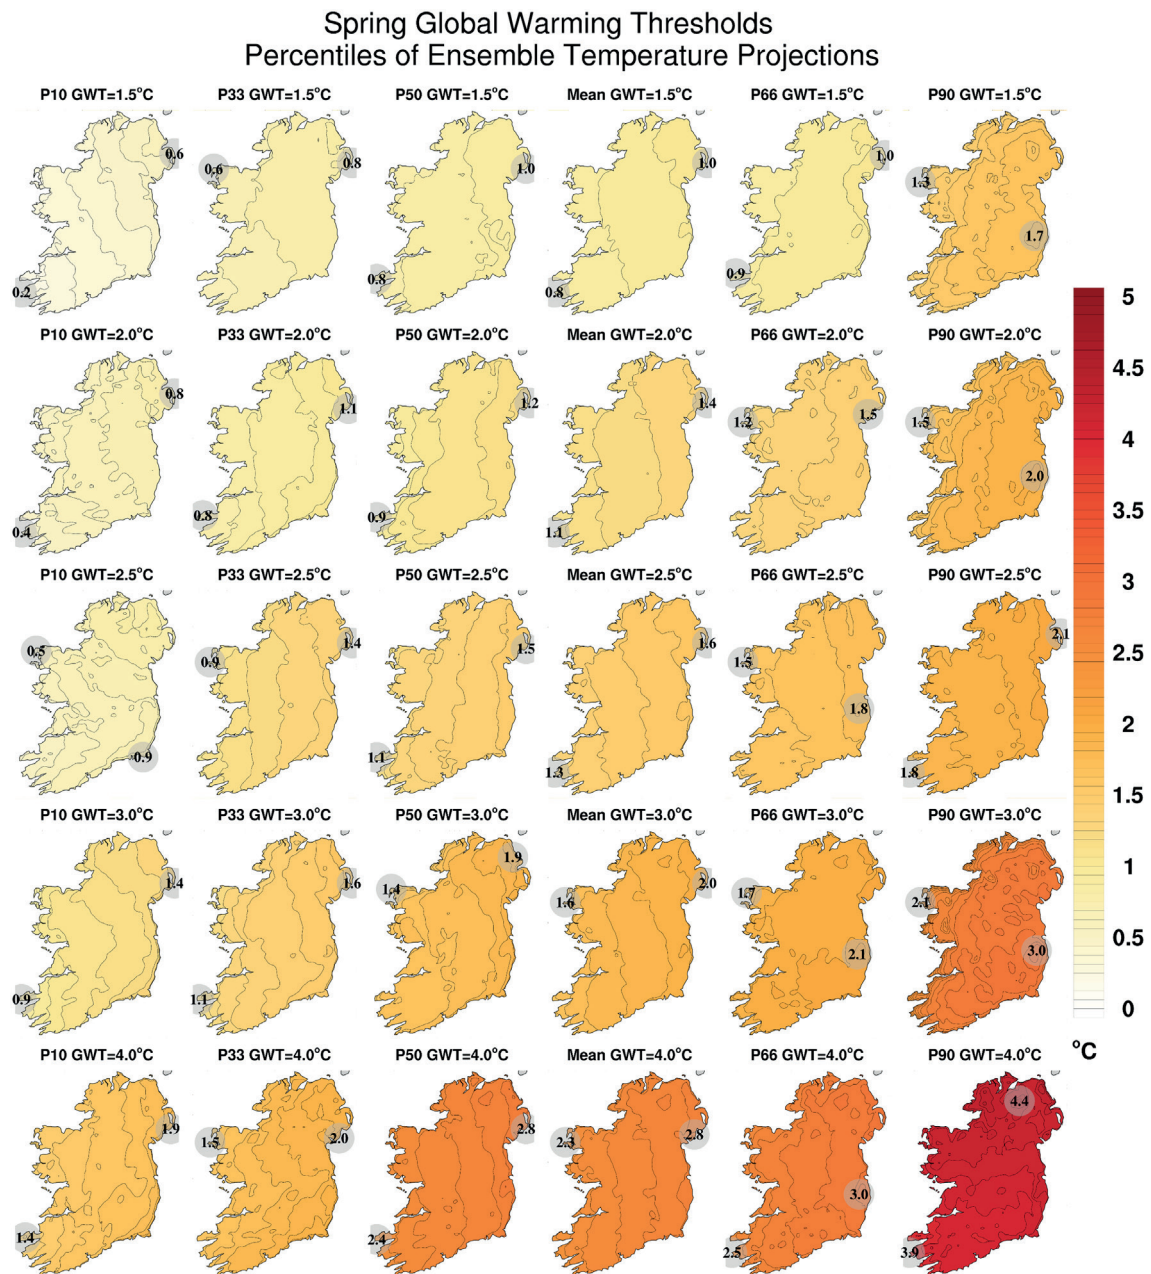 Spring Global Warming Thresholds
Percentiles of Ensemble Temperature Projections
P10 GWT=1.5°C P33 GWT=1.5°C P50 GWT=1.5°C Mean GWT=1.5°C P66 GWT=1.5°C P90 GWT=1.5°C
0.6 0.6 0.8 1.0 1.0 1.0 1.3
0.2 0.8 0.8 0.9 1.7
P10 GWT=2.0°C P33 GWT=2.0°C P50 GWT=2.0°C Mean GWT=2.0°C P66 GWT=2.0°C P90 GWT=2.0°C
0.8 1.1 1.2 1.4 1.2 1.5 1.5
0.4 0.8 0.9 1.1 2.0
P10 GWT=2.5°C P33 GWT=2.5°C P50 GWT=2.5°C Mean GWT=2.5°C P66 GWT=2.5°C P90 GWT=2.5°C
0.5 0.9 1.4 1.5 1.6 1.5 2.1
0.9 1.1 1.3 1.8 1.8
P10 GWT=3.0°C P33 GWT=3.0°C P50 GWT=3.0°C Mean GWT=3.0°C P66 GWT=3.0°C P90 GWT=3.0°C
1.4 1.6 1.4 1.9 1.6 2.0 1.7 2.1
0.9 1.1 2.1 3.0
P10 GWT=4.0°C P33 GWT=4.0°C P50 GWT=4.0°C Mean GWT=4.0°C P66 GWT=4.0°C P90 GWT=4.0°C
1.9 1.5 2.0 2.8 2.3 2.8 4.4
1.4 2.4 2.5 3.0 3.9
5
4.5
4
3.5
3
2.5
2
1.5
1
0.5
0
°C